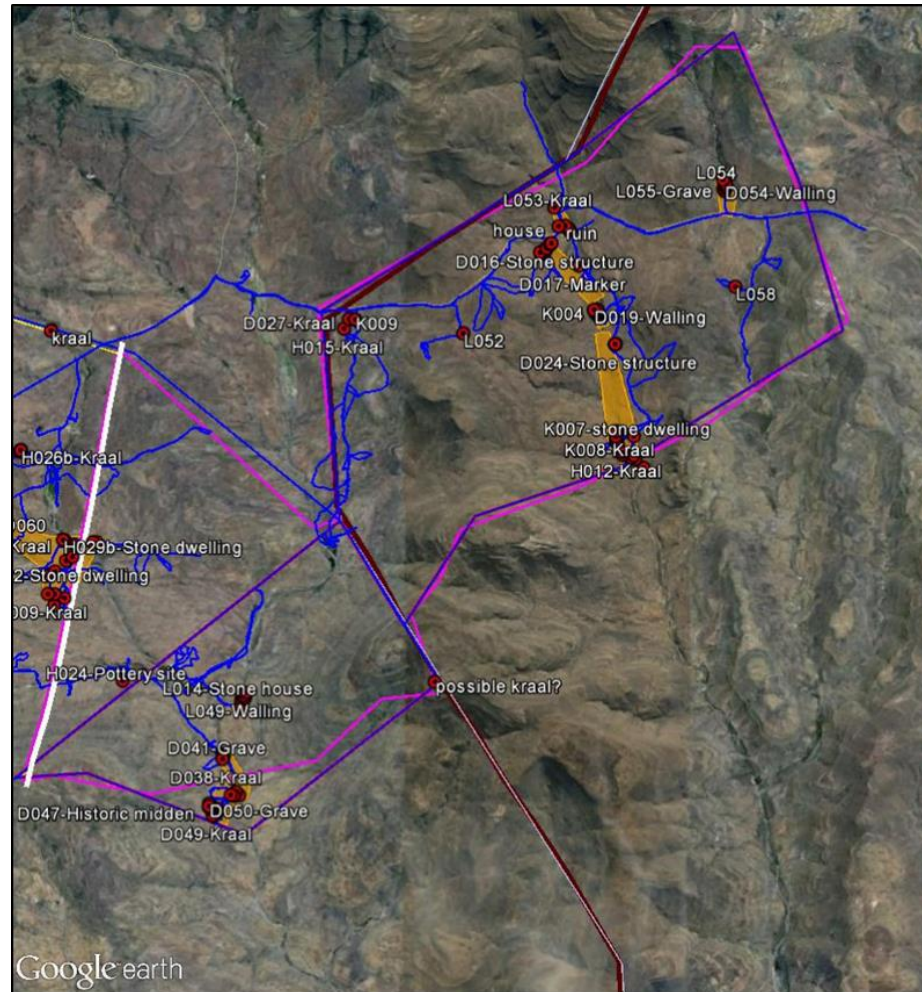 L054
L055-Grave
D054-Walling
L053-Kraal
house
ruin
D016-Stone structure
D017-Marker
L058
K004
D019-Walling
D027-Kraal
K009
H015-Kraal
L052
kraal
D024-Stone structure
K007-stone dwelling
K008-Kraal
H012-Kraal
H026b-Kraal
0060
Kraal
H029b-Stone dwelling
2-Stone dwelling
009-Kraal
H024-Pottery site
L014-Stone house
L049-Walling
possible kraal?
D041-Grave
D038-Kraal
D047-Historic midden
D050-Grave
D049-Kraal
Google earth